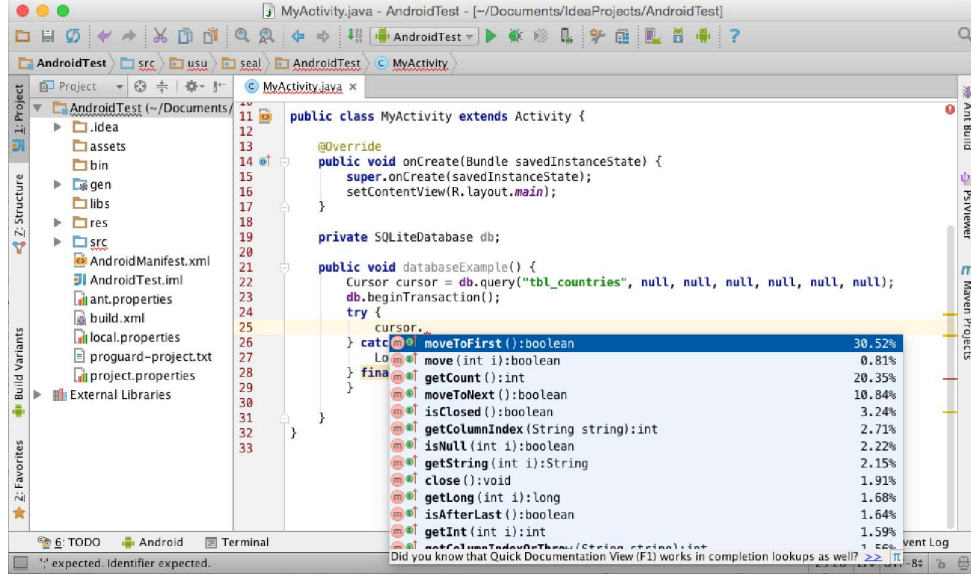 MyActivity.java - AndroidTest - [~/Documents/IdeaProjects/AndroidTest]
AndroidTest
?
AndroidTest src usu seal AndroidTest MyActivity
1: Project
Z: Structure
Build Variants
2: Favorites
Project
AndroidTest (~/Documents/
.idea
assets
bin
gen
libs
res
src
AndroidManifest.xml
AndroidTest.iml
ant.properties
build.xml
local.properties
proguard-project.txt
project.properties
External Libraries
MyActivity.java
11 public class MyActivity extends Activity {
12
13 @Override
14 public void onCreate(Bundle savedInstanceState) {
15 super.onCreate(savedInstanceState);
16 setContentView(R.layout.main);
17 }
18
19 private SQLiteDatabase db;
20
21 public void databaseExample() {
22 Cursor cursor = db.query("tbl_countries", null, null, null, null, null, null);
23 db.beginTransaction();
24 try {
25 cursor.
26 } catc
27 Lo
28 } fina
29 }
30
31 }
32 }
33
moveToFirst():boolean 30.52%
move(int i):boolean 0.81%
getCount():int 20.35%
moveToNext():boolean 10.84%
isClosed():boolean 3.24%
getColumnIndex(String string):int 2.71%
isNull(int i):boolean 2.22%
getString(int i):String 2.15%
close():void 1.91%
getLong(int i):long 1.68%
isAfterLast():boolean 1.64%
getInt(int i):int 1.59%
getColumnIndexOrThrow(String string):int 1.56%
Did you know that Quick Documentation View (F1) works in completion lookups as well? >> π
Ant Build
PsiViewer
Maven Projects
6: TODO Android Terminal vent Log
';' expected. Identifier expected.